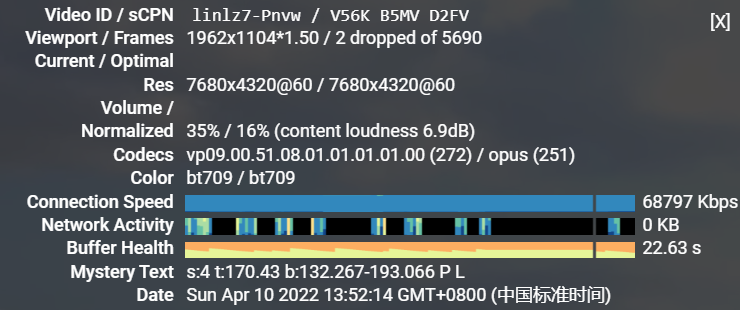 Video ID / sCPN linlz7-Pnvw / V56K B5MV D2FV
[X]
Viewport / Frames 1962x1104*1.50 / 2 dropped of 5690
Current / Optimal
Res 7680x4320@60 / 7680x4320@60
Volume /
Normalized 35% / 16% (content loudness 6.9dB)
Codecs vp09.00.51.08.01.01.01.01.00 (272) / opus (251)
Color bt709 / bt709
Connection Speed 68797 Kbps
Network Activity 0 KB
Buffer Health 22.63 s
Mystery Text s:4 t:170.43 b:132.267-193.066 P L
Date Sun Apr 10 2022 13:52:14 GMT+0800 (中国标准时间)